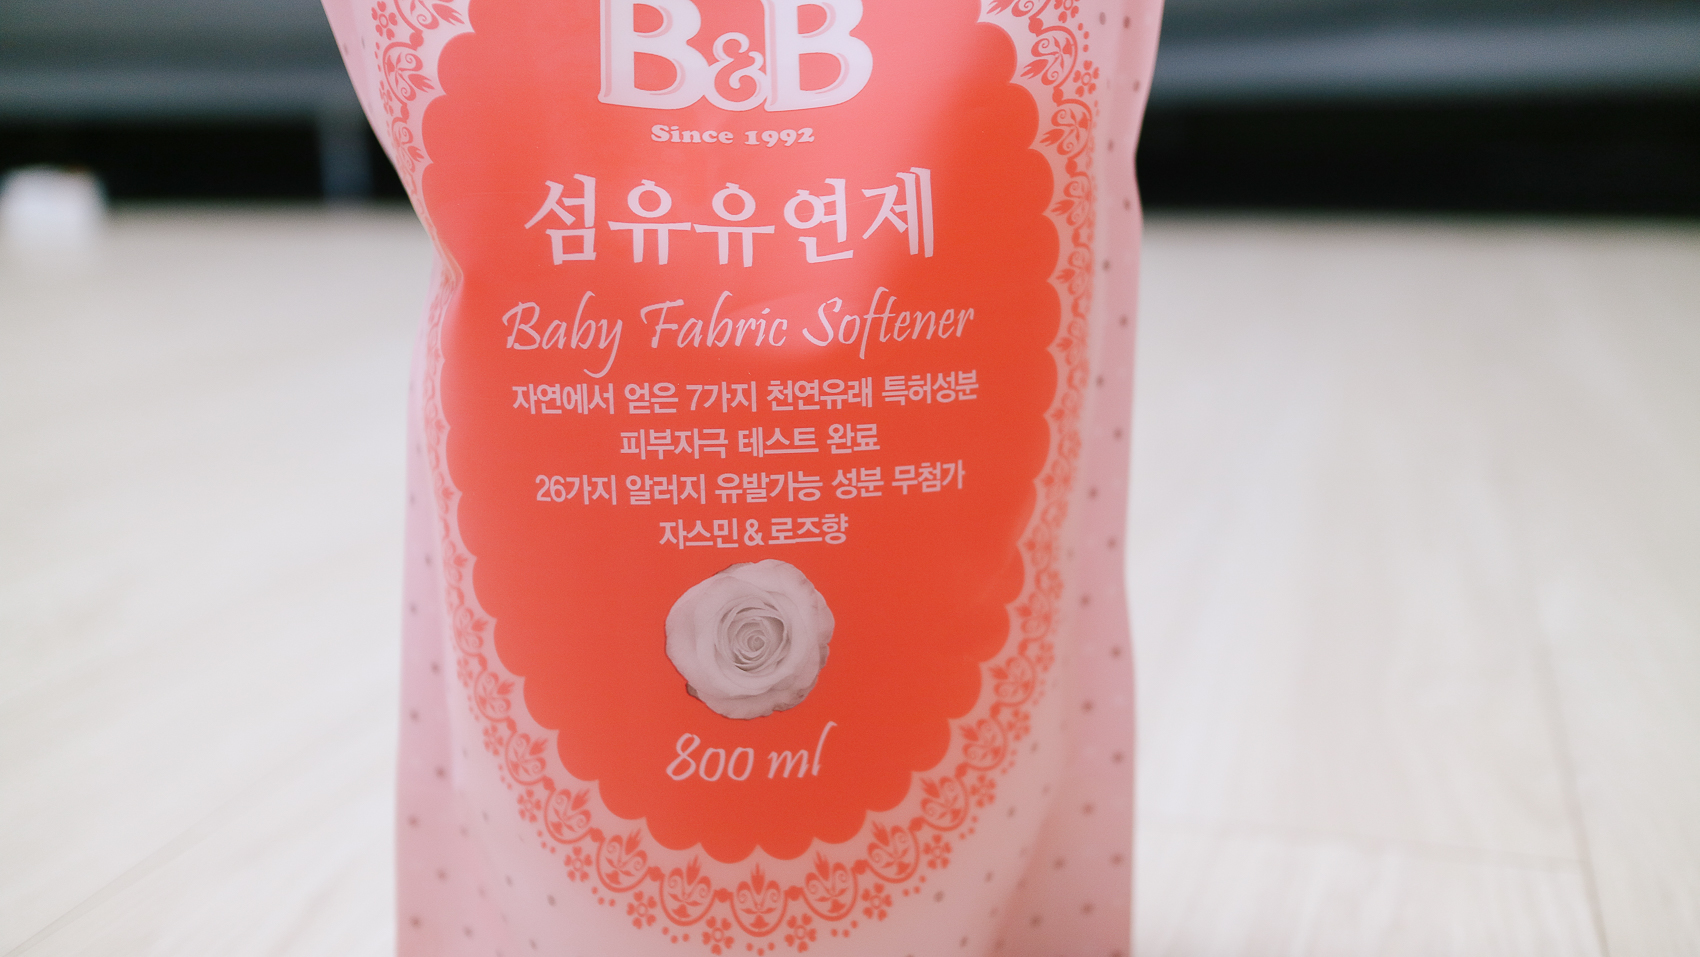 B&B
Since 1992
섬유유연제
Baby Fabric Softener
자연에서 얻은 7가지 천연유래 특허성분
피부자극 테스트 완료
26가지 알러지 유발가능 성분 무첨가
자스민&로즈향
800 ml